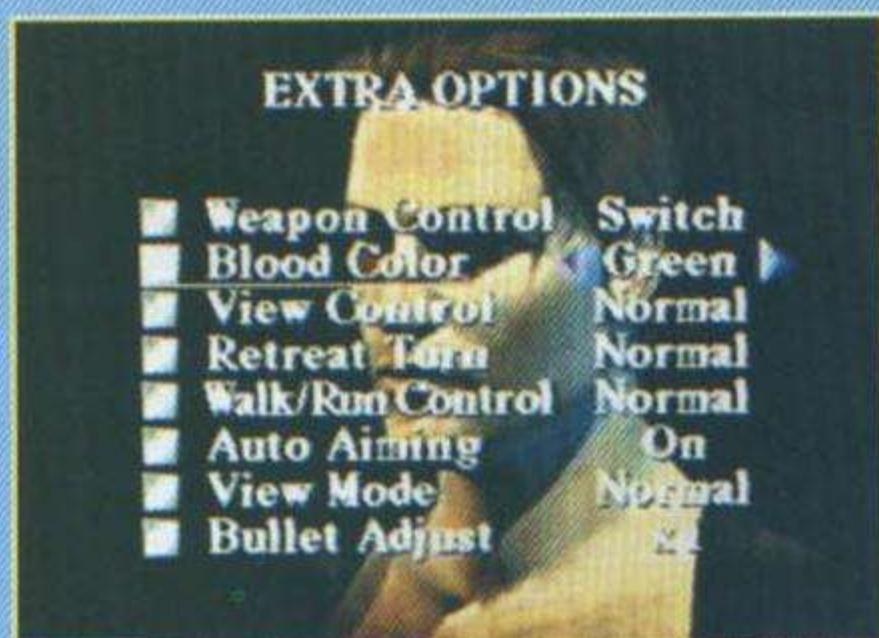 EXTRA OPTIONS
Weapon Control Switch
Blood Color Green
View Control Normal
Retreat Turn Normal
Walk/Run Control Normal
Auto Aiming On
View Mode Normal
Bullet Adjust